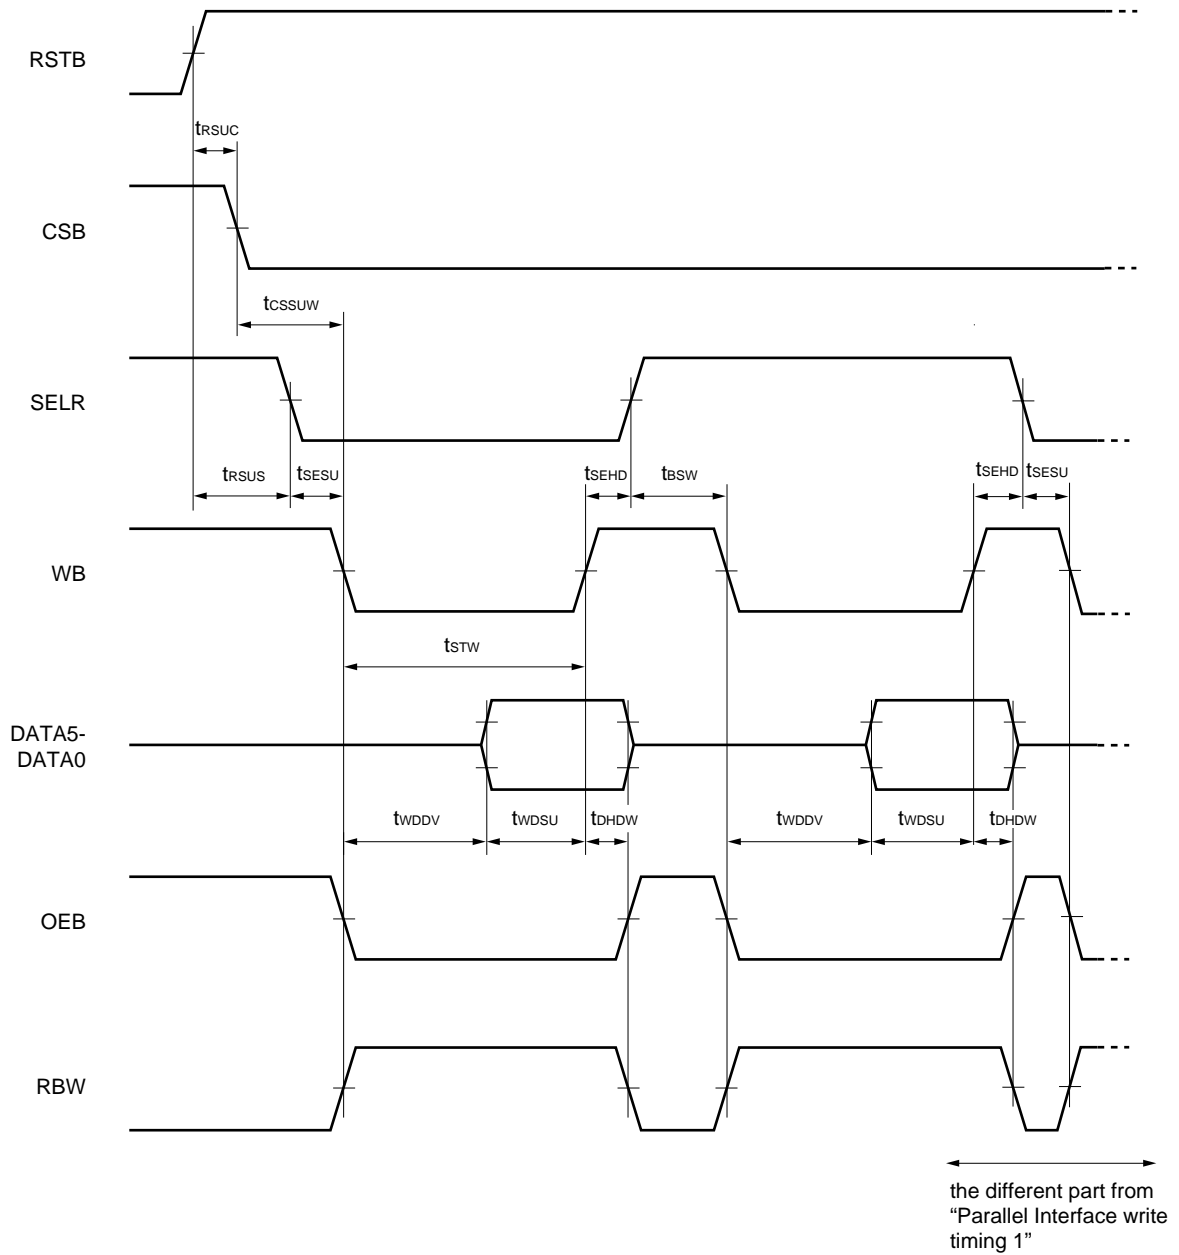 RSTB
tRSUC
CSB
tCSSUW
SELR
tRSUS tSESU tSEHD tBSW tSEHD tSESU
WB
tSTW
DATA5-
DATA0
tWDDV tWDSU tDHDW tWDDV tWDSU tDHDW
OEB
RBW
the different part from
“Parallel Interface write
timing 1”